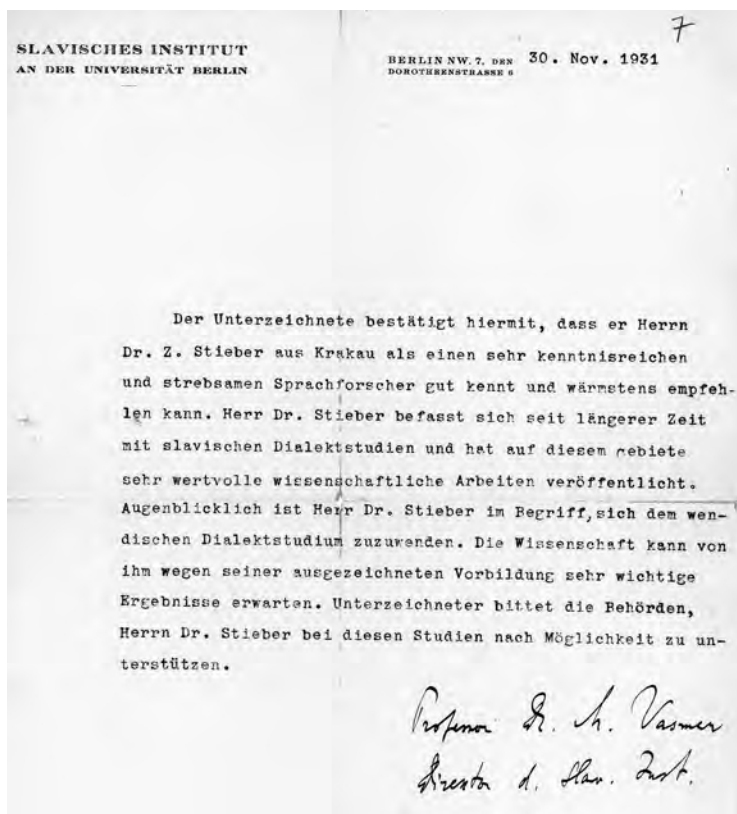 7
SLAVISCHES INSTITUT
AN DER UNIVERSITÄT BERLIN
BERLIN NW. 7, DEN 30. Nov. 1931
DOROTHEENSTRASSE 6
Der Unterzeichnete bestätigt hiermit, dass er Herrn
Dr. Z. Stieber aus Krakau als einen sehr kenntnisreichen
und strebsamen Sprachforscher gut kennt und wärmstens empfeh-
len kann. Herr Dr. Stieber befasst sich seit längerer Zeit
mit slavischen Dialektstudien und hat auf diesem Gebiete
sehr wertvolle wissenschaftliche Arbeiten veröffentlicht.
Augenblicklich ist Herr Dr. Stieber im Begriff, sich dem wen-
dischen Dialektstudium zuzuwenden. Die Wissenschaft kann von
ihm wegen seiner ausgezeichneten Vorbildung sehr wichtige
Ergebnisse erwarten. Unterzeichneter bittet die Behörden,
Herrn Dr. Stieber bei diesen Studien nach Möglichkeit zu un-
terstützen.
Professor Dr. M. Vasmer
Direktor d. Slav. Inst.